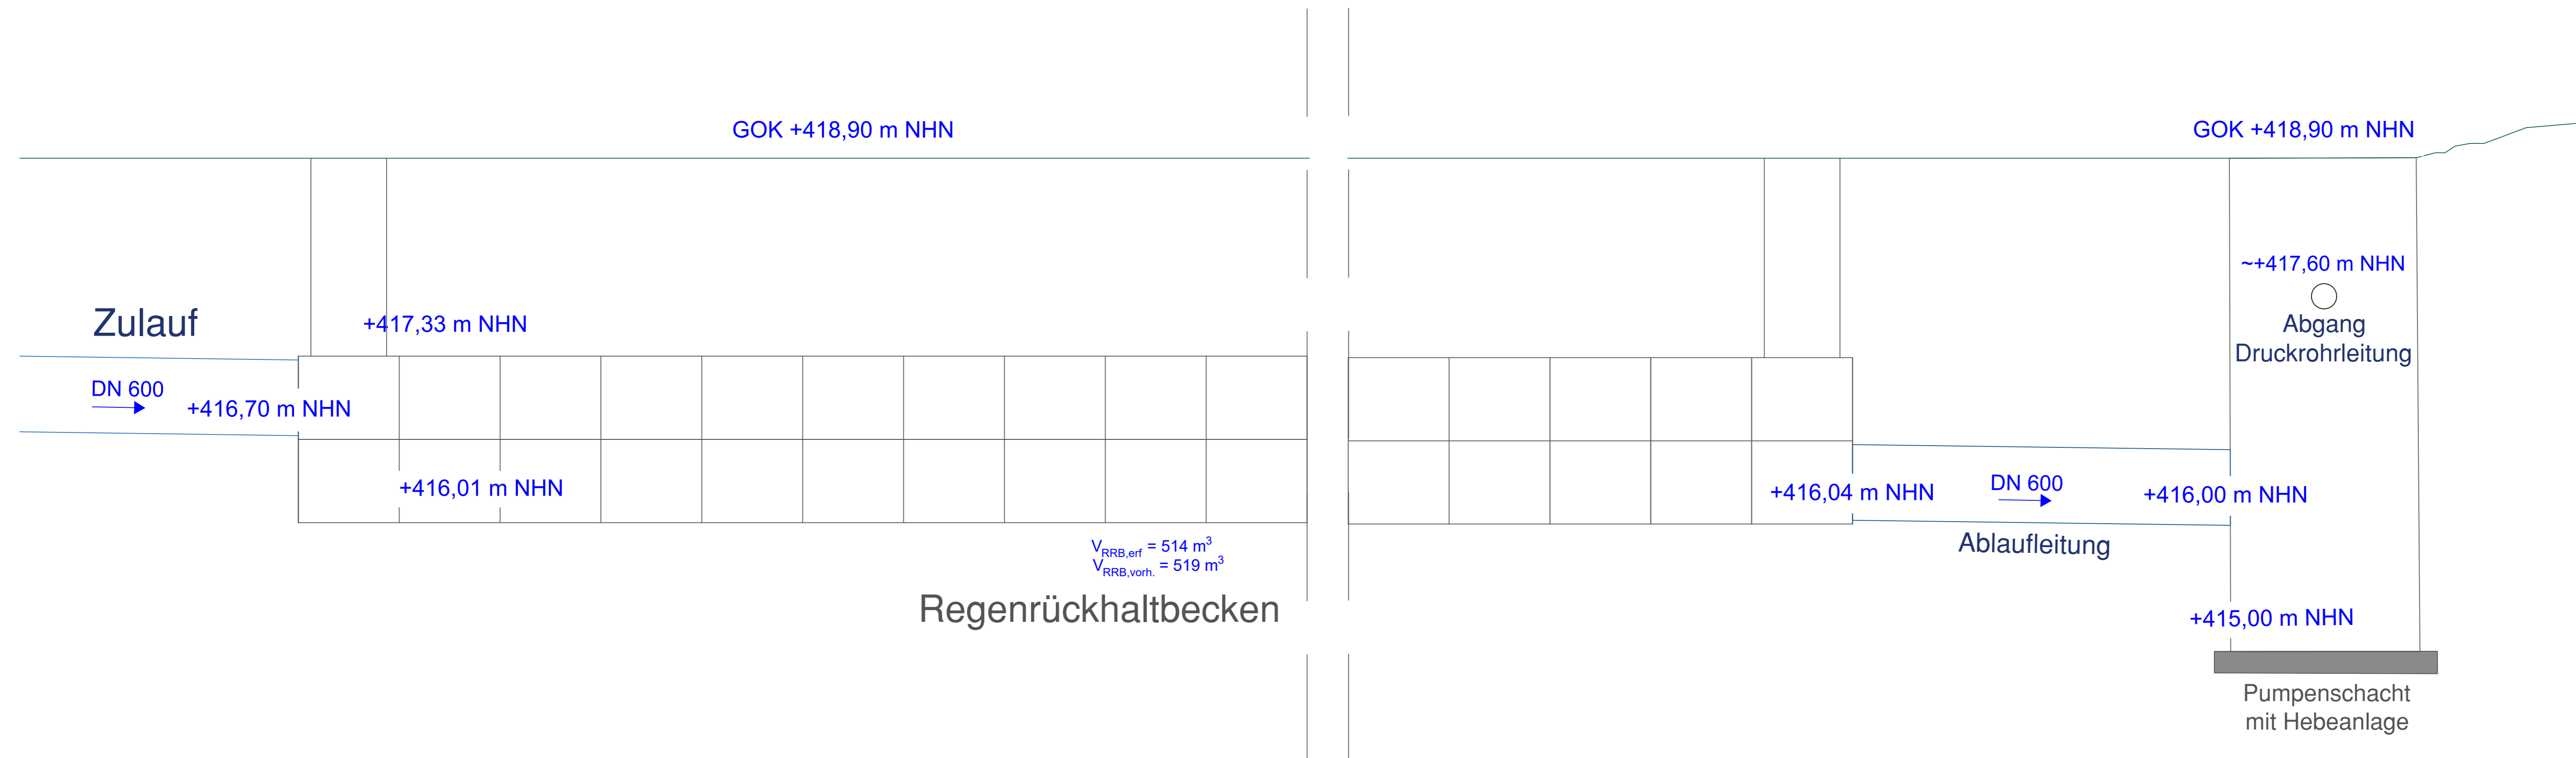 GOK +418,90 m NHN
GOK +418,90 m NHN
~+417,60 m NHN
Zulauf
+417,33 m NHN
Abgang
Druckrohrleitung
DN 600
+416,70 m NHN
+416,01 m NHN
+416,04 m NHN
DN 600
+416,00 m NHN
Ablaufleitung
V_RRB,erf = 514 m³
V_RRB,vorh. = 519 m³
Regenrückhaltbecken
+415,00 m NHN
Pumpenschacht
mit Hebeanlage